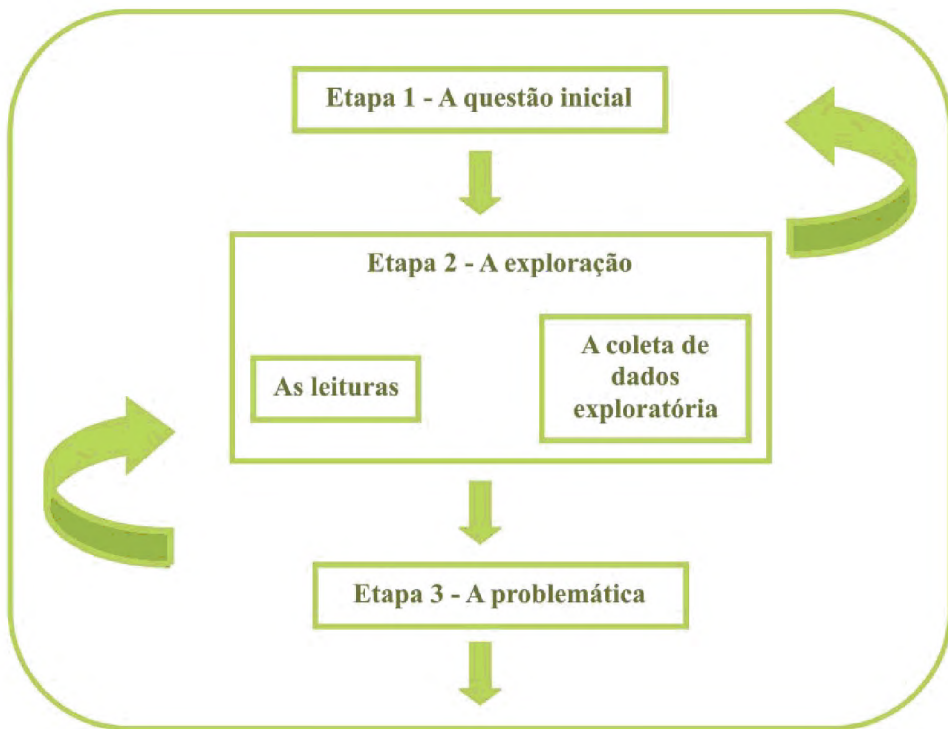 Etapa 1 - A questão inicial
Etapa 2 - A exploração
As leituras
A coleta de
dados
exploratória
Etapa 3 - A problemática